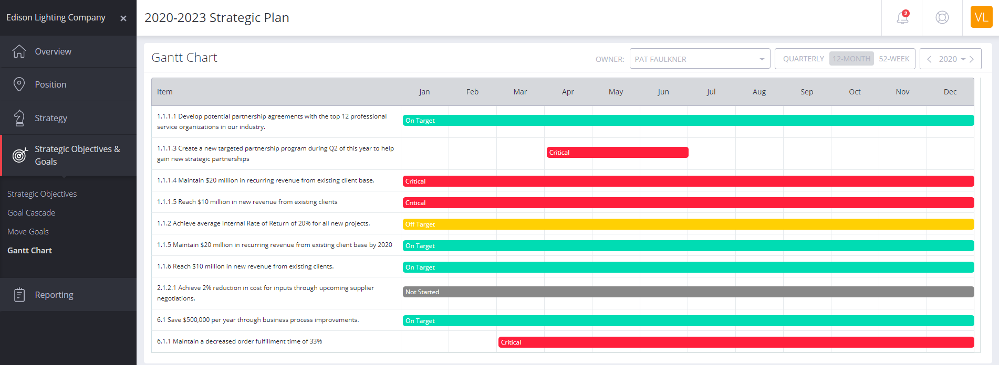 Edison Lighting Company ×
2020-2023 Strategic Plan
2
VL
Overview
Position
Strategy
Strategic Objectives &
Goals
Strategic Objectives
Goal Cascade
Move Goals
Gantt Chart
Reporting
Gantt Chart
OWNER: PAT FAULKNER QUARTERLY 12-MONTH 52-WEEK 2020
Item Jan Feb Mar Apr May Jun Jul Aug Sep Oct Nov Dec
1.1.1.1 Develop potential partnership agreements with the top 12 professional
service organizations in our industry.
On Target
1.1.1.3 Create a new targeted partnership program during Q2 of this year to help
gain new strategic partnerships
Critical
1.1.1.4 Maintain $20 million in recurring revenue from existing client base.
Critical
1.1.1.5 Reach $10 million in new revenue from existing clients
Critical
1.1.2 Achieve average Internal Rate of Return of 20% for all new projects.
Off Target
1.1.5 Maintain $20 million in recurring revenue from existing client base by 2020
On Target
1.1.6 Reach $10 million in new revenue from existing clients.
On Target
2.1.2.1 Achieve 2% reduction in cost for inputs through upcoming supplier
negotiations.
Not Started
6.1 Save $500,000 per year through business process improvements.
On Target
6.1.1 Maintain a decreased order fulfillment time of 33%
Critical